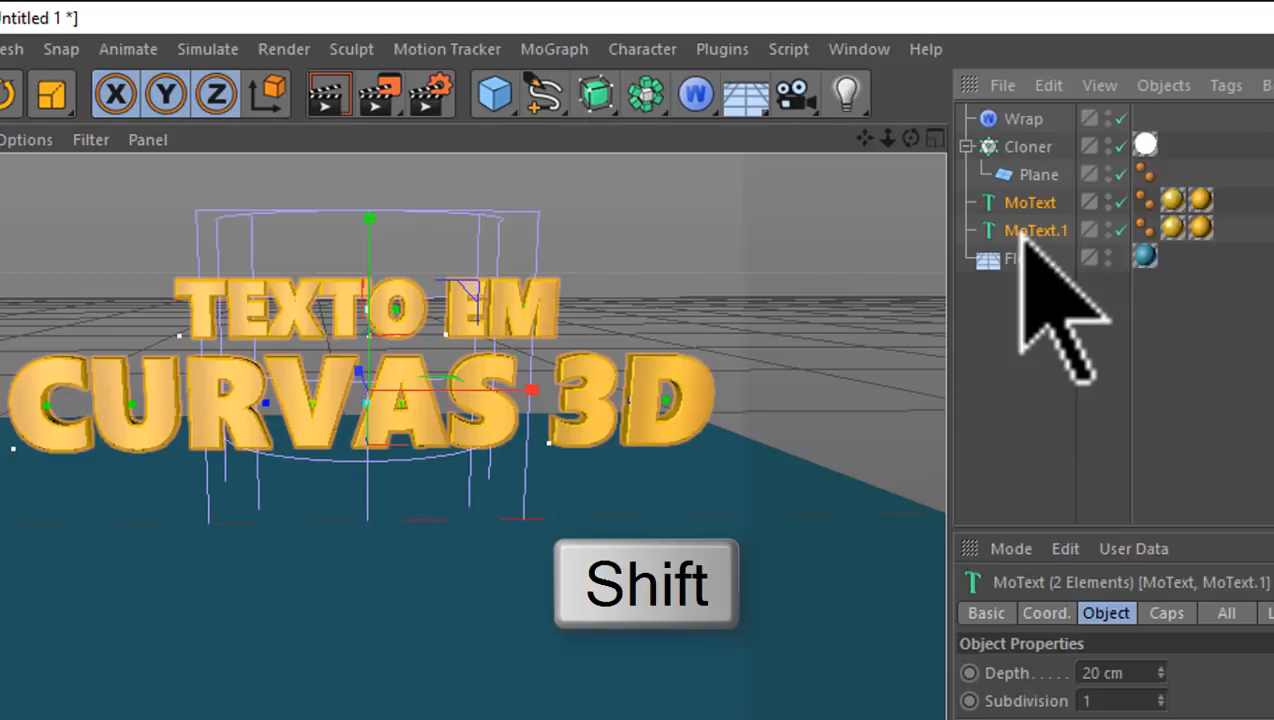 ntitled 1 *]
esh Snap Animate Simulate Render Sculpt Motion Tracker MoGraph Character Plugins Script Window Help
X Y Z W
File Edit View Objects Tags B
ptions Filter Panel
W Wrap
Cloner
Plane
T MoText
T MoText.1
Fl
TEXTO EM
CURVAS 3D
Shift
Mode Edit User Data
T MoText (2 Elements) [MoText, MoText.1]
Basic Coord. Object Caps All L
Object Properties
Depth..... 20 cm
Subdivision 1